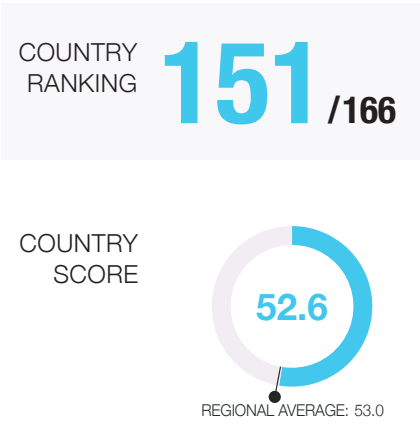 COUNTRY
RANKING
151 /166
COUNTRY
SCORE
52.6
REGIONAL AVERAGE: 53.0